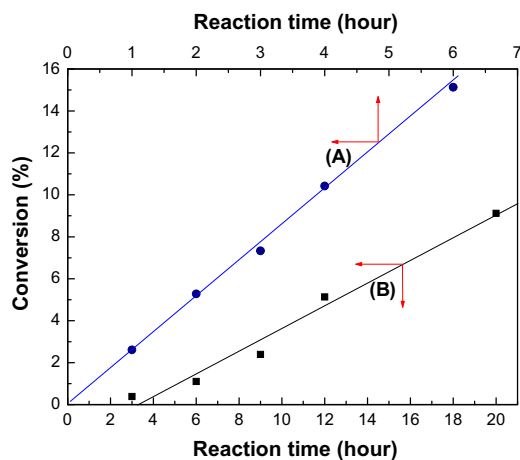 Reaction time (hour)
0 1 2 3 4 5 6 7
16
14
12
10
8
6
4
2
0
Conversion (%)
(A)
(B)
0 2 4 6 8 10 12 14 16 18 20
Reaction time (hour)